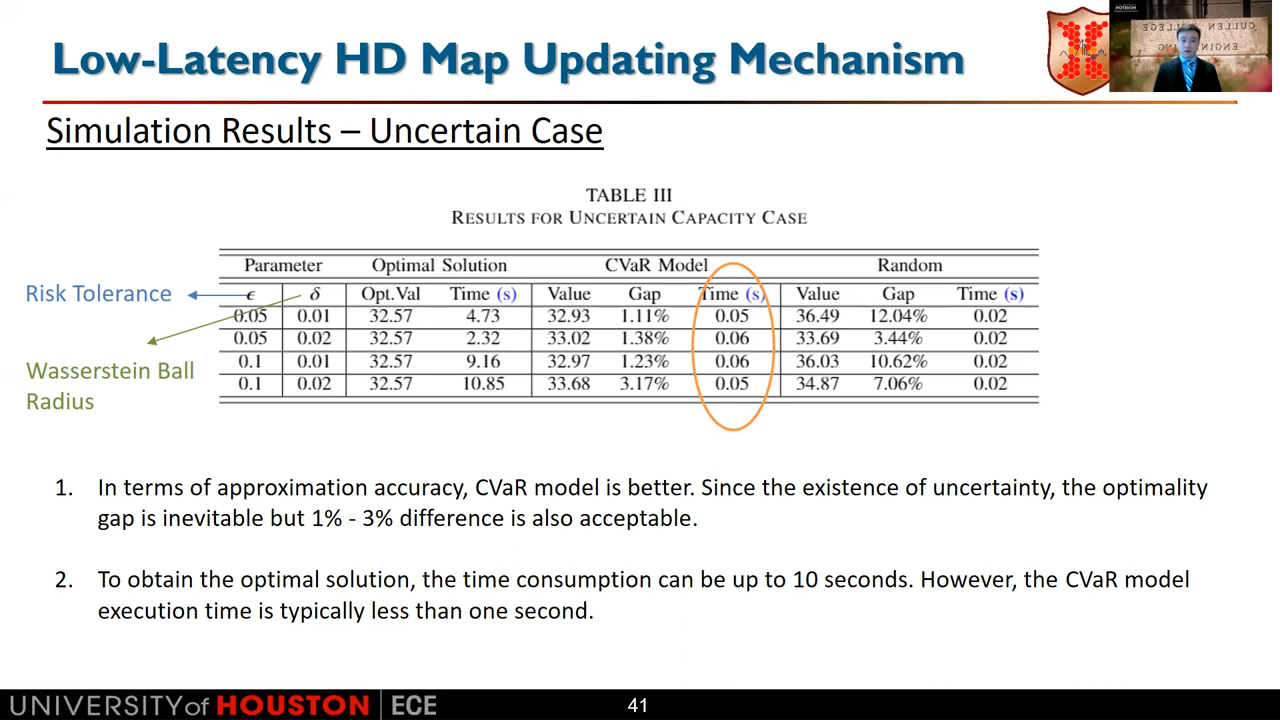 Low-Latency HD Map Updating Mechanism
Simulation Results – Uncertain Case
TABLE III
RESULTS FOR UNCERTAIN CAPACITY CASE
Parameter Optimal Solution CVaR Model Random
Risk Tolerance ϵ δ Opt.Val Time (s) Value Gap Time (s) Value Gap Time (s)
0.05 0.01 32.57 4.73 32.93 1.11% 0.05 36.49 12.04% 0.02
0.05 0.02 32.57 2.32 33.02 1.38% 0.06 33.69 3.44% 0.02
0.1 0.01 32.57 9.16 32.97 1.23% 0.06 36.03 10.62% 0.02
0.1 0.02 32.57 10.85 33.68 3.17% 0.05 34.87 7.06% 0.02
Wasserstein Ball
Radius
1. In terms of approximation accuracy, CVaR model is better. Since the existence of uncertainty, the optimality
gap is inevitable but 1% - 3% difference is also acceptable.
2. To obtain the optimal solution, the time consumption can be up to 10 seconds. However, the CVaR model
execution time is typically less than one second.
UNIVERSITY of HOUSTON ECE
41